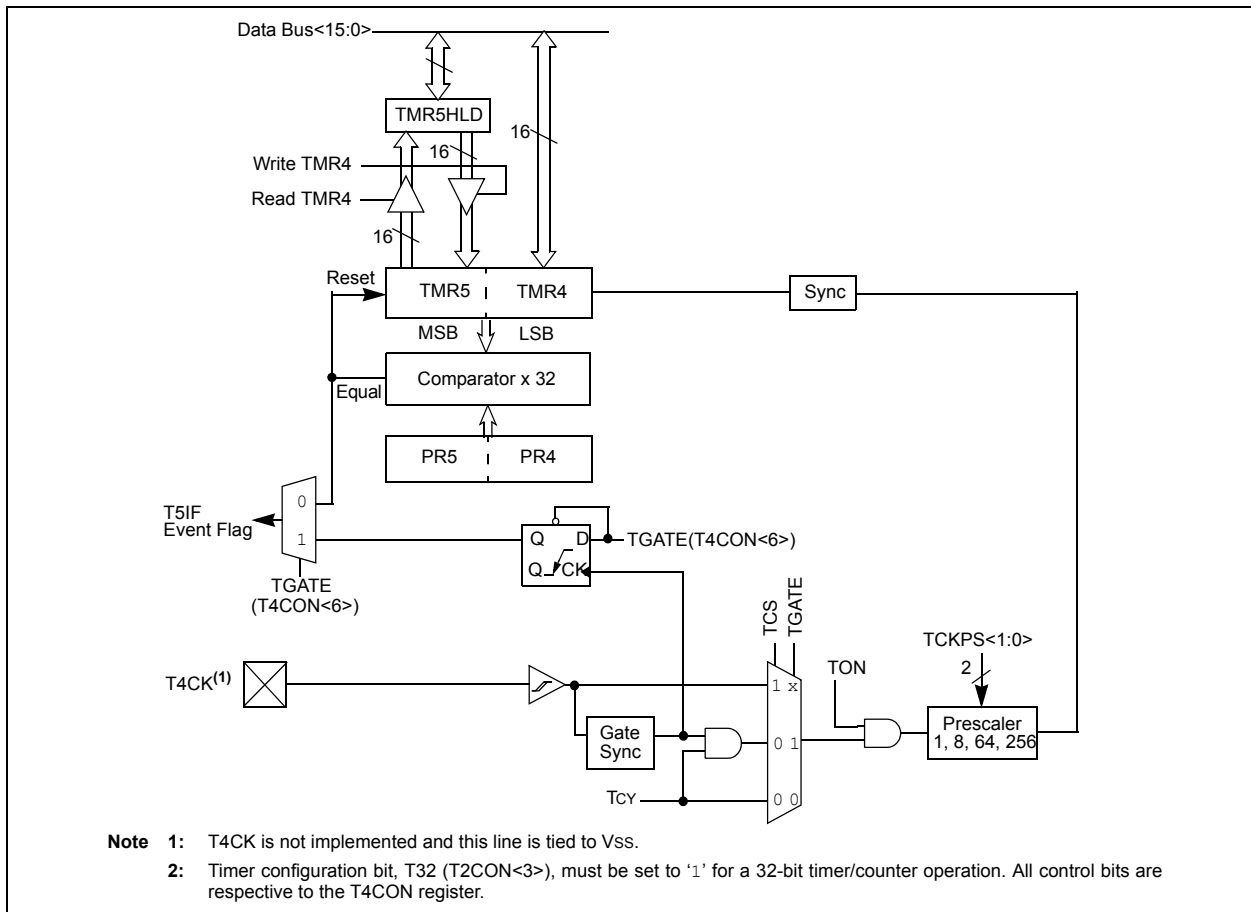 Data Bus<15:0>
TMR5HLD
16
16
Write TMR4
Read TMR4
16
Reset
TMR5
TMR4
Sync
MSB
LSB
Equal
Comparator x 32
PR5
PR4
0
T5IF
Event Flag
1
Q
D
TGATE(T4CON<6>)
Q
CK
TGATE
(T4CON<6>)
TCS
TGATE
TCKPS<1:0>
2
TON
T4CK(1)
1 x
Gate
Sync
0 1
Prescaler
1, 8, 64, 256
TCY
0 0
Note 1: T4CK is not implemented and this line is tied to VSS.
2: Timer configuration bit, T32 (T2CON<3>), must be set to ‘1’ for a 32-bit timer/counter operation. All control bits are
respective to the T4CON register.